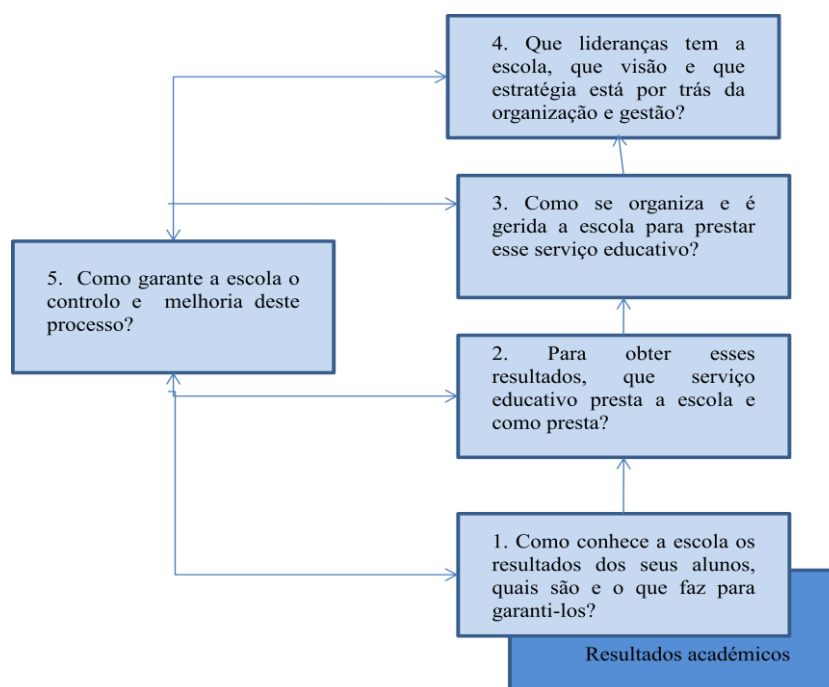 4. Que lideranças tem a
escola, que visão e que
estratégia está por trás da
organização e gestão?
3. Como se organiza e é
gerida a escola para prestar
esse serviço educativo?
5. Como garante a escola o
controlo e melhoria deste
processo?
2. Para obter esses
resultados, que serviço
educativo presta a escola e
como presta?
1. Como conhece a escola os
resultados dos seus alunos,
quais são e o que faz para
garanti-los?
Resultados académicos